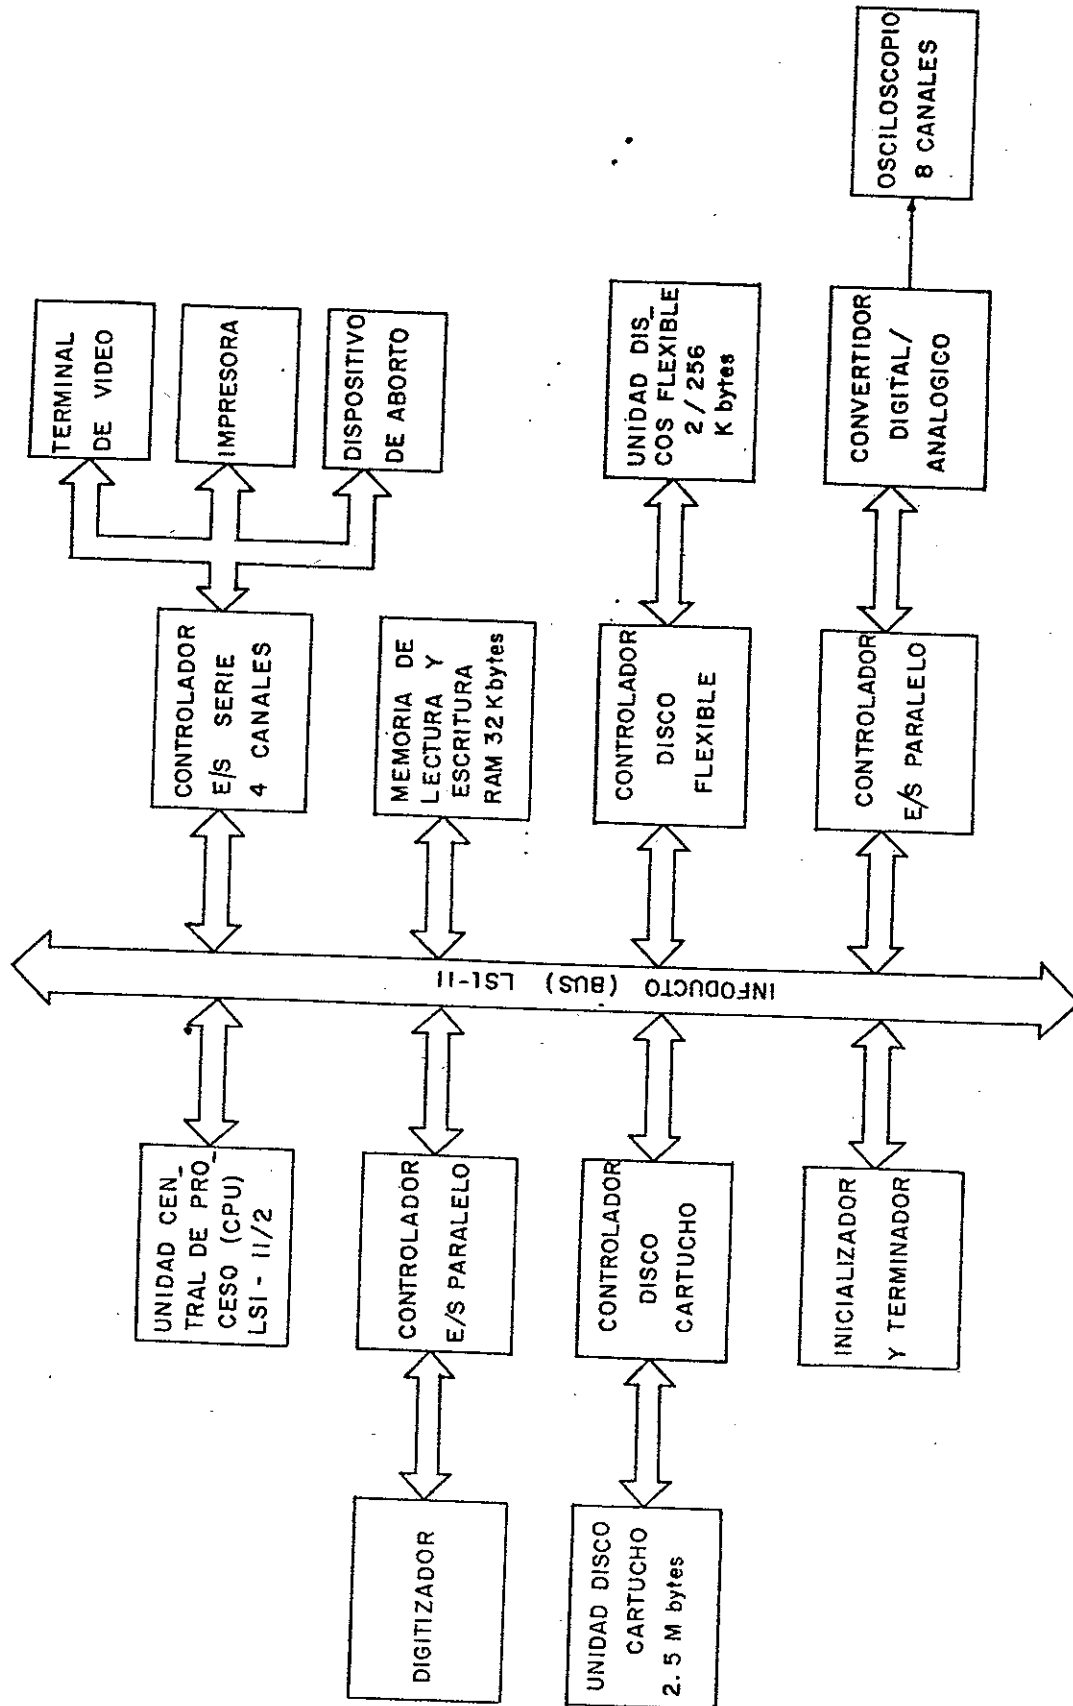 TERMINAL
DE VIDEO
IMPRESORA
DISPOSITIVO
DE ABORTO
CONTROLADOR
E/S SERIE
4 CANALES
MEMORIA DE
LECTURA Y
ESCRITURA
RAM 32 Kbytes
UNIDAD DIS_
COS FLEXIBLE
2/256
K bytes
CONTROLADOR
DISCO
FLEXIBLE
OSCILOSCOPIO
8 CANALES
CONVERTIDOR
DIGITAL/
ANALOGICO
CONTROLADOR
E/S PARALELO
INFODUCTO (BUS) LSI-11
UNIDAD CEN_
TRAL DE PRO_
CESO (CPU)
LSI - 11/2
CONTROLADOR
E/S PARALELO
DIGITIZADOR
CONTROLADOR
DISCO
CARTUCHO
UNIDAD DISCO
CARTUCHO
2.5 M bytes
INICIALIZADOR
Y TERMINADOR